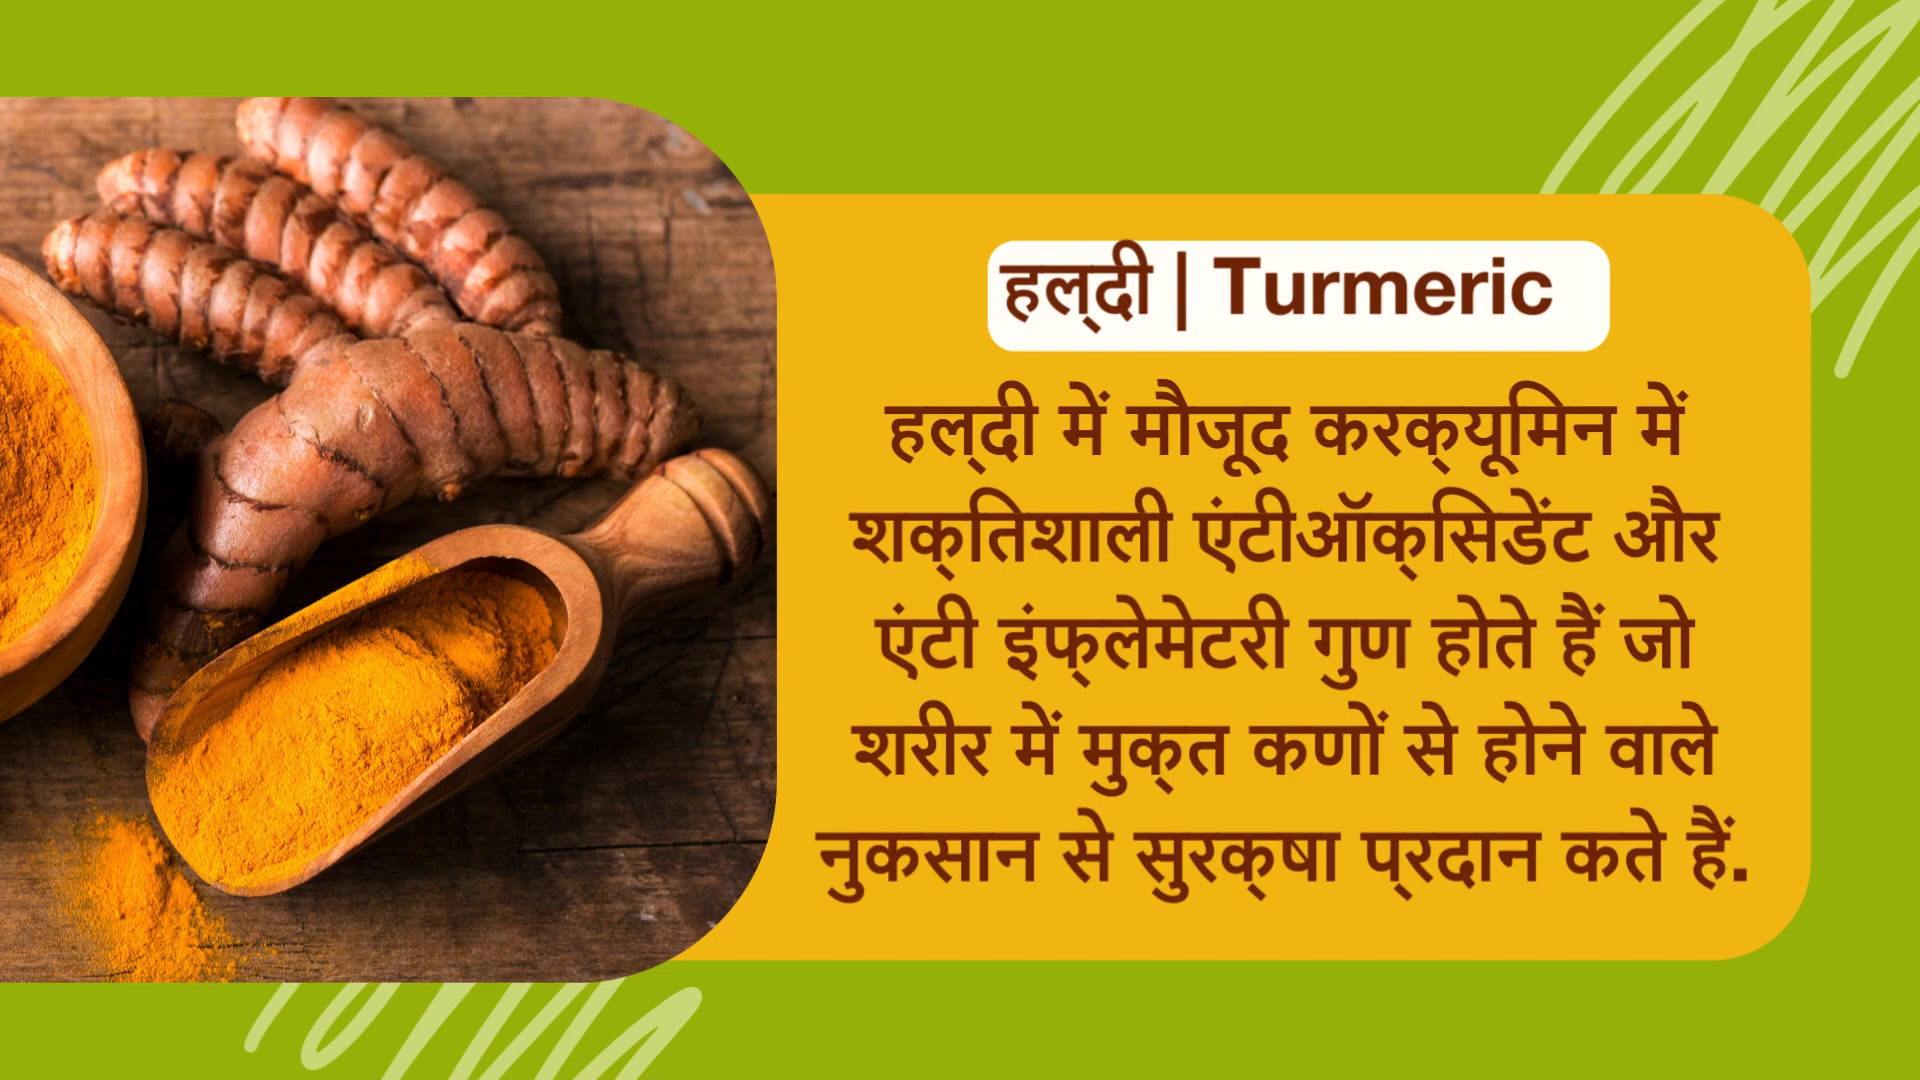 हल्दी | Turmeric
हल्दी में मौजूद करक्यूमिन में
शक्तिशाली एंटीऑक्सिडेंट और
एंटी इंफ्लेमेटरी गुण होते हैं जो
शरीर में मुक्त कणों से होने वाले
नुकसान से सुरक्षा प्रदान कते हैं.